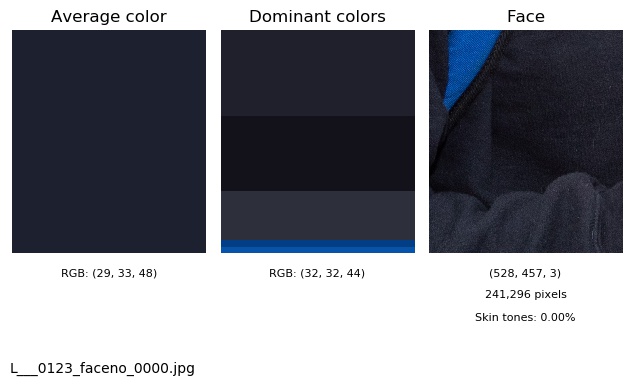 Average color
Dominant colors
Face
RGB: (29, 33, 48)
RGB: (32, 32, 44)
(528, 457, 3)
241,296 pixels
Skin tones: 0.00%
L___0123_faceno_0000.jpg